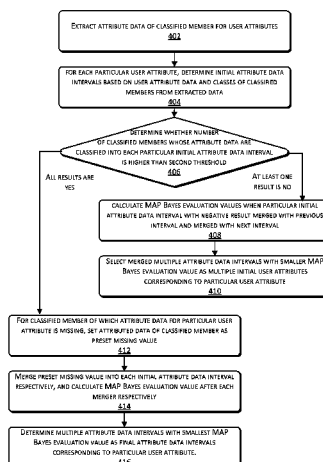 EXTRACT ATTRIBUTE DATA OF CLASSIFIED MEMBER FOR USER ATTRIBUTES
402
FOR EACH PARTICULAR USER ATTRIBUTE, DETERMINE INITIAL ATTRIBUTE DATA
INTERVALS BASED ON USER ATTRIBUTE DATA AND CLASSES OF CLASSIFIED
MEMBERS FROM EXTRACTED DATA
404
DETERMINE WHETHER NUMBER
OF CLASSIFIED MEMBERS WHOSE ATTRIBUTE DATA ARE
CLASSIFIED INTO EACH PARTICULAR INITIAL ATTRIBUTE DATA INTERVAL
IS HIGHER THAN SECOND THRESHOLD
406
ALL RESULTS ARE
YES
AT LEAST ONE
RESULT IS NO
CALCULATE MAP BAYES EVALUATION VALUES WHEN PARTICULAR INITIAL
ATTRIBUTE DATA INTERVAL WITH NEGATIVE RESULT MERGED WITH PREVIOUS
INTERVAL AND MERGED WITH NEXT INTERVAL
408
SELECT MERGED MULTIPLE ATTRIBUTE DATA INTERVALS WITH SMALLER MAP
BAYES EVALUATION VALUE AS MULTIPLE INITIAL USER ATTRIBUTES
CORRESPONDING TO PARTICULAR USER ATTRIBUTE
410
FOR CLASSIFIED MEMBER OF WHICH ATTRIBUTE DATA FOR PARTICULAR USER
ATTRIBUTE IS MISSING, SET ATTRIBUTED DATA OF CLASSIFIED MEMBER AS
PRESET MISSING VALUE
412
MERGE PRESET MISSING VALUE INTO EACH INITIAL ATTRIBUTE DATA INTERVAL
RESPECTIVELY, AND CALCULATE MAP BAYES EVALUATION VALUE AFTER EACH
MERGER RESPECTIVELY
414
DETERMINE MULTIPLE ATTRIBUTE DATA INTERVALS WITH SMALLEST MAP
BAYES EVALUATION VALUE AS FINAL ATTRIBUTE DATA INTERVALS
CORRESPONDING TO PARTICULAR USER ATTRIBUTE.
416